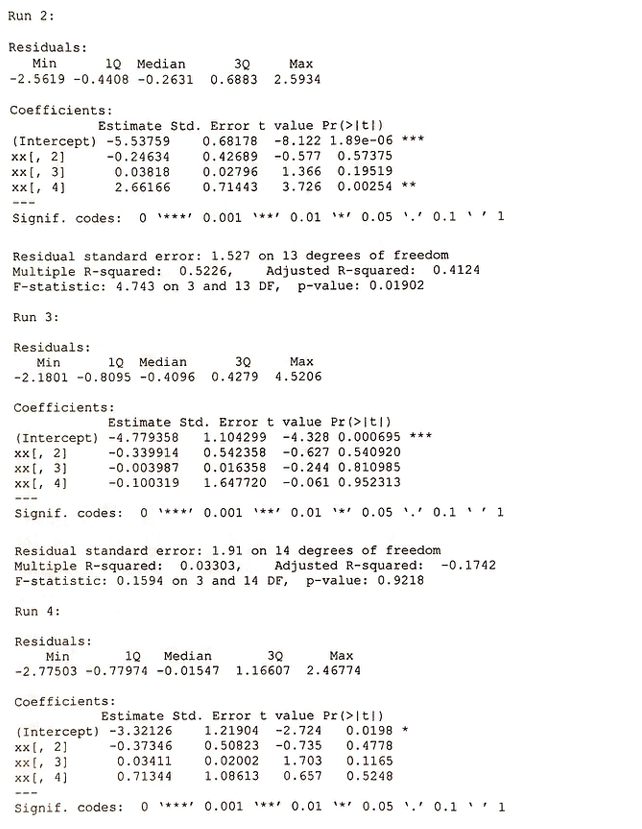 Run 2:
Residuals:
Min 1Q Median 3Q Max
-2.5619 -0.4408 -0.2631 0.6883 2.5934
Coefficients:
Estimate Std. Error t value Pr(>|t|)
(Intercept) -5.53759 0.68178 -8.122 1.89e-06 ***
xx[, 2] -0.24634 0.42689 -0.577 0.57375
xx[, 3] 0.03818 0.02796 1.366 0.19519
xx[, 4] 2.66166 0.71443 3.726 0.00254 **
---
Signif. codes: 0 '***' 0.001 '**' 0.01 '*' 0.05 '.' 0.1 ' ' 1
Residual standard error: 1.527 on 13 degrees of freedom
Multiple R-squared: 0.5226, Adjusted R-squared: 0.4124
F-statistic: 4.743 on 3 and 13 DF, p-value: 0.01902
Run 3:
Residuals:
Min 1Q Median 3Q Max
-2.1801 -0.8095 -0.4096 0.4279 4.5206
Coefficients:
Estimate Std. Error t value Pr(>|t|)
(Intercept) -4.779358 1.104299 -4.328 0.000695 ***
xx[, 2] -0.339914 0.542358 -0.627 0.540920
xx[, 3] -0.003987 0.016358 -0.244 0.810985
xx[, 4] -0.100319 1.647720 -0.061 0.952313
---
Signif. codes: 0 '***' 0.001 '**' 0.01 '*' 0.05 '.' 0.1 ' ' 1
Residual standard error: 1.91 on 14 degrees of freedom
Multiple R-squared: 0.03303, Adjusted R-squared: -0.1742
F-statistic: 0.1594 on 3 and 14 DF, p-value: 0.9218
Run 4:
Residuals:
Min 1Q Median 3Q Max
-2.77503 -0.77974 -0.01547 1.16607 2.46774
Coefficients:
Estimate Std. Error t value Pr(>|t|)
(Intercept) -3.32126 1.21904 -2.724 0.0198 *
xx[, 2] -0.37346 0.50823 -0.735 0.4778
xx[, 3] 0.03411 0.02002 1.703 0.1165
xx[, 4] 0.71344 1.08613 0.657 0.5248
---
Signif. codes: 0 '***' 0.001 '**' 0.01 '*' 0.05 '.' 0.1 ' ' 1